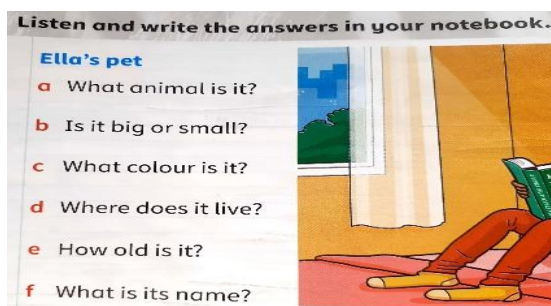 Listen and write the answers in your notebook.
Ella's pet
a What animal is it?
b Is it big or small?
c What colour is it?
d Where does it live?
e How old is it?
f What is its name?